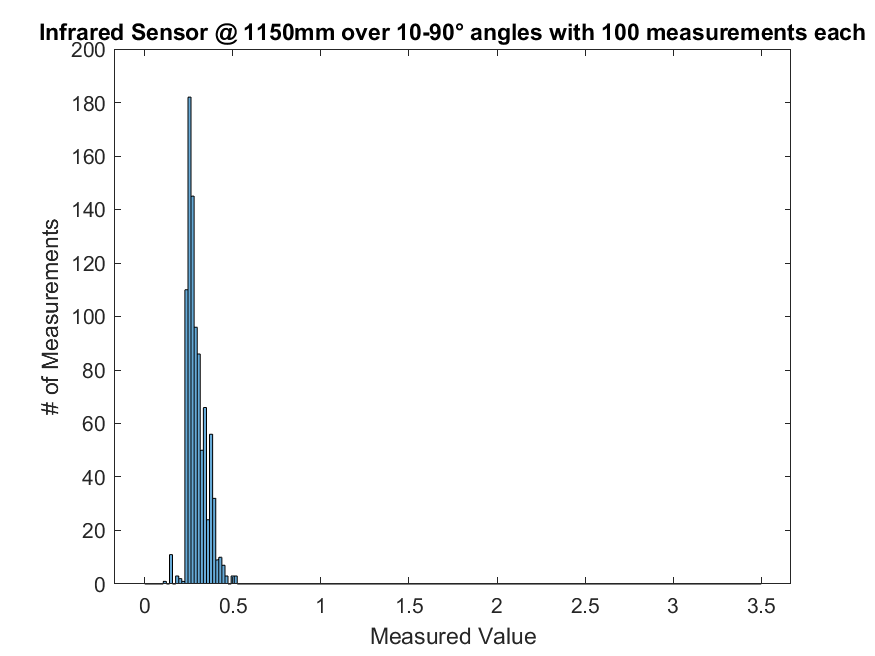 Infrared Sensor @ 1150mm over 10-90° angles with 100 measurements each
200
180
160
140
120
100
80
60
40
20
0
# of Measurements
0 0.5 1 1.5 2 2.5 3 3.5
Measured Value